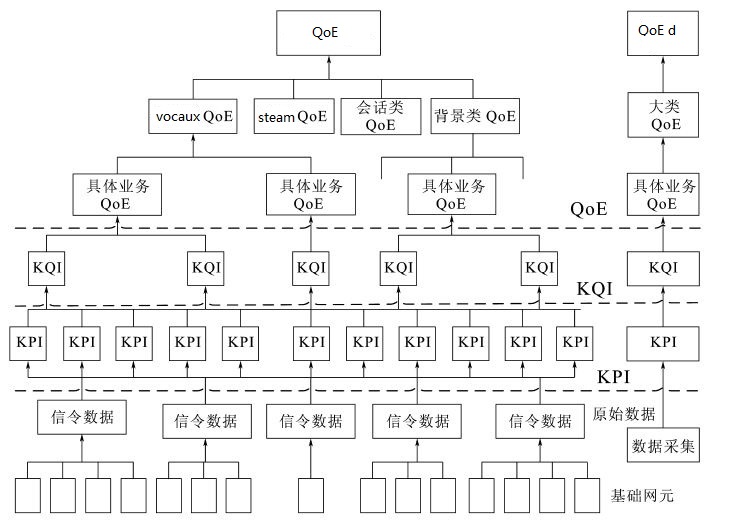 QoE
QoE d
vocaux QoE
steam QoE
会话类
QoE
背景类 QoE
大类
QoE
具体业务
QoE
具体业务
QoE
具体业务
QoE
具体业务
QoE
QoE
KQI
KQI
KQI
KQI
KQI
KQI
KQI
KPI
KPI
KPI
KPI
KPI
KPI
KPI
KPI
KPI
KPI
KPI
KPI
KPI
信令数据
信令数据
信令数据
信令数据
信令数据
原始数据
数据采集
基础网元